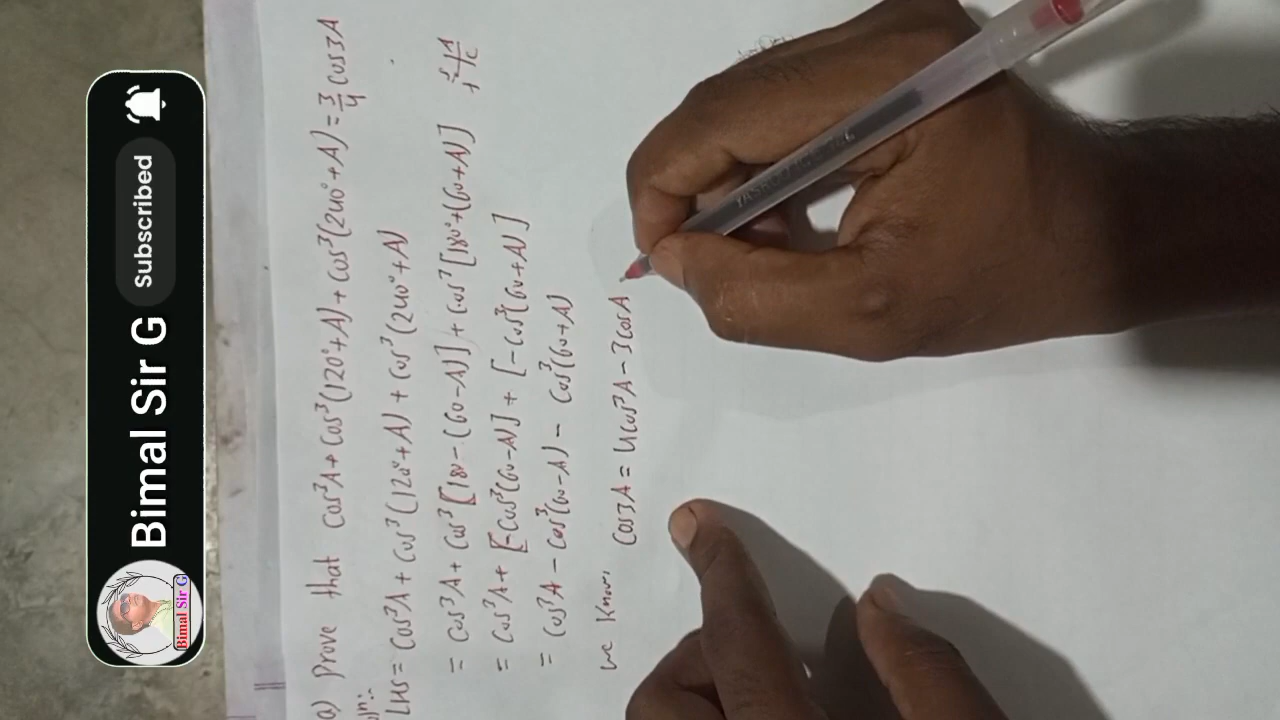 Bimal Sir G
Subscribed
Bimal Sir G
a) Prove that Cos³A + Cos³(120°+A) + Cos³(240°+A) = 3/4 Cos3A
LHS = Cos³A + Cos³(120°+A) + Cos³(240°+A)
= Cos³A + Cos³[180-(60-A)] + Cos³[180°+(60+A)]
S A
T C
= Cos³A + [-Cos³(60-A)] + [-Cos³(60+A)]
= Cos³A - Cos³(60-A) - Cos³(60+A)
we Know,
Cos3A = 4Cos³A - 3CosA